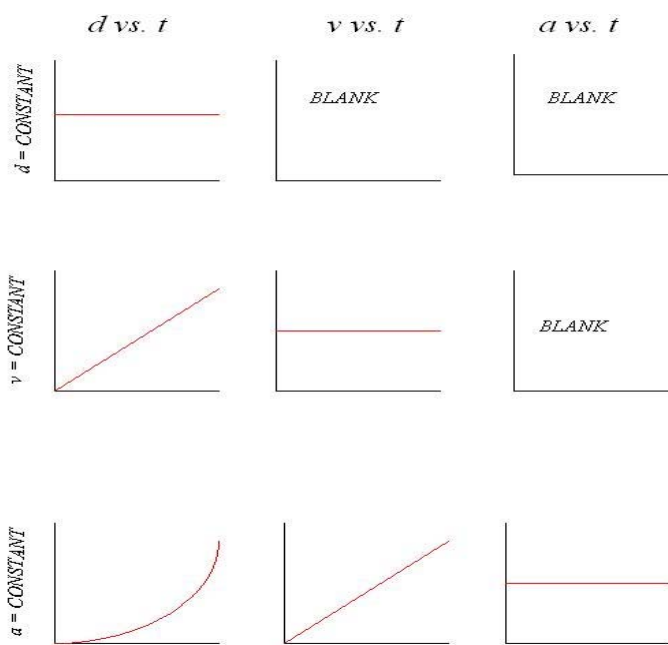 d vs. t
v vs. t
a vs. t
d = CONSTANT
BLANK
BLANK
v = CONSTANT
BLANK
a = CONSTANT